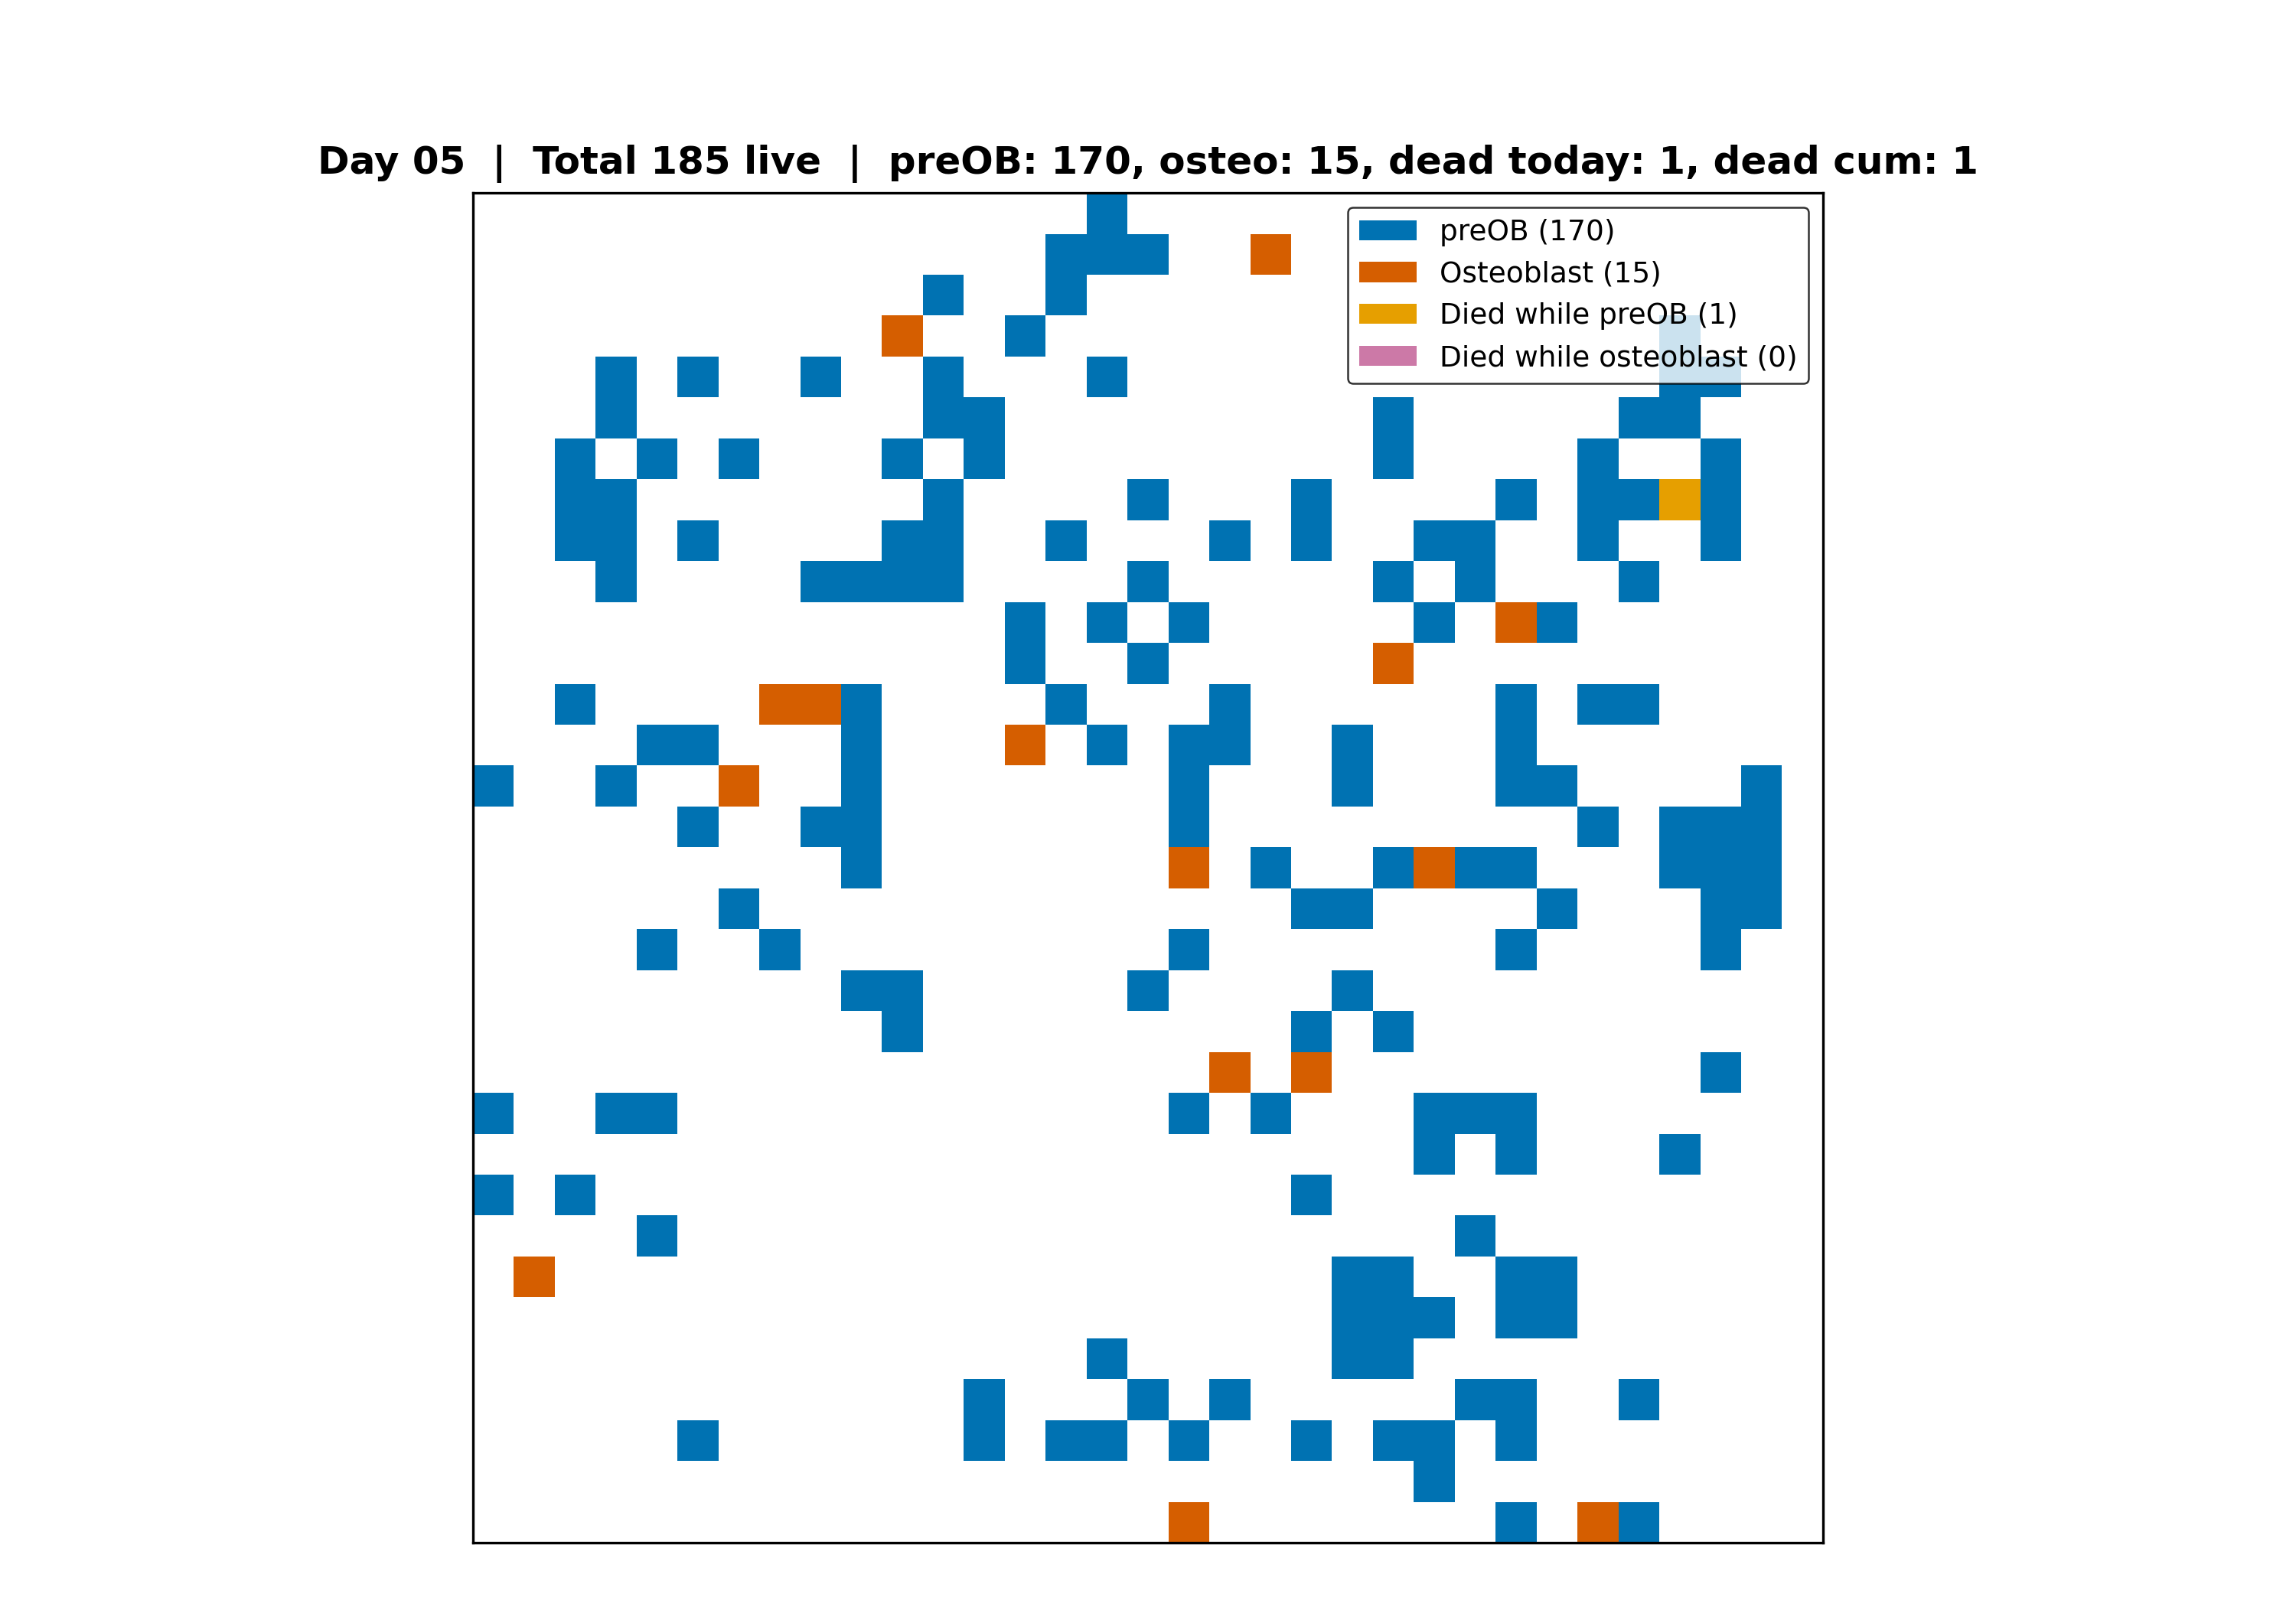 Day 05 | Total 185 live | preOB: 170, osteo: 15, dead today: 1, dead cum: 1
preOB (170)
Osteoblast (15)
Died while preOB (1)
Died while osteoblast (0)